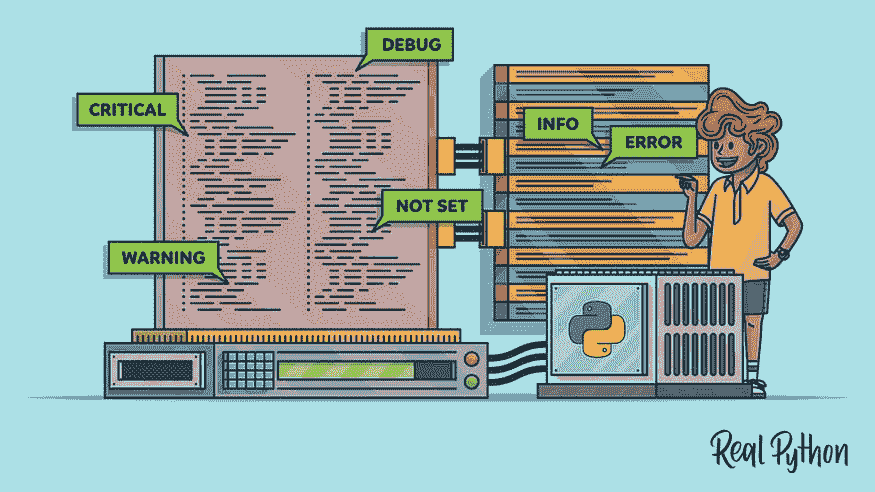 DEBUG
CRITICAL
INFO
ERROR
NOT SET
WARNING
Real Python